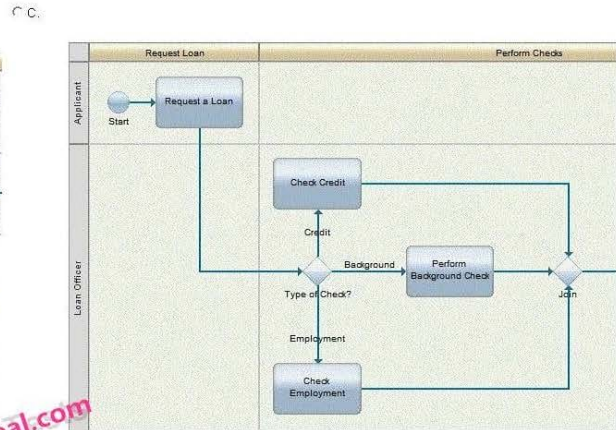 C.
Request Loan
Perform Checks
Applicant
Request a Loan
Start
Loan Officer
Check Credit
Credit
Background
Perform
Background Check
Type of Check?
Join
Employment
Check
Employment
al.com